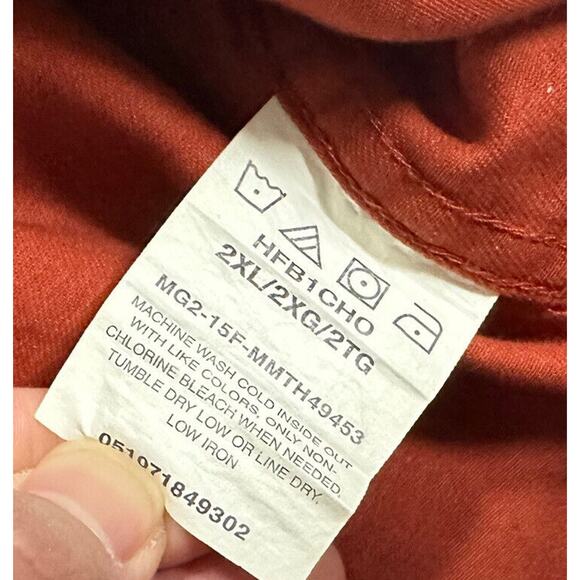 HFB1CHO
2XL/2XG/2TG
MG2-15F-MMTH49453
MACHINE WASH COLD INSIDE OUT
WITH LIKE COLORS, ONLY NON-
CHLORINE BLEACH WHEN NEEDED.
TUMBLE DRY LOW OR LINE DRY.
LOW IRON
051071849302